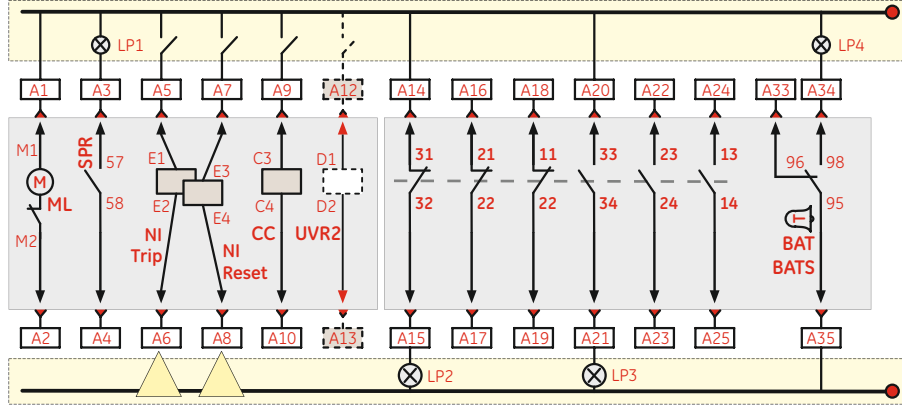 LP1 LP4
A1 A3 A5 A7 A9 A12 A14 A16 A18 A20 A22 A24 A33 A34
M1 SPR 57 E1 E3 C3 D1 31 21 11 33 23 13 96 98
M
ML 58 E2 E4 C4 D2 32 22 22 34 24 14 T 95
M2 NI Trip NI Reset CC UVR2 BAT
BATS
A2 A4 A6 A8 A10 A13 A15 A17 A19 A21 A23 A25 A35
LP2 LP3